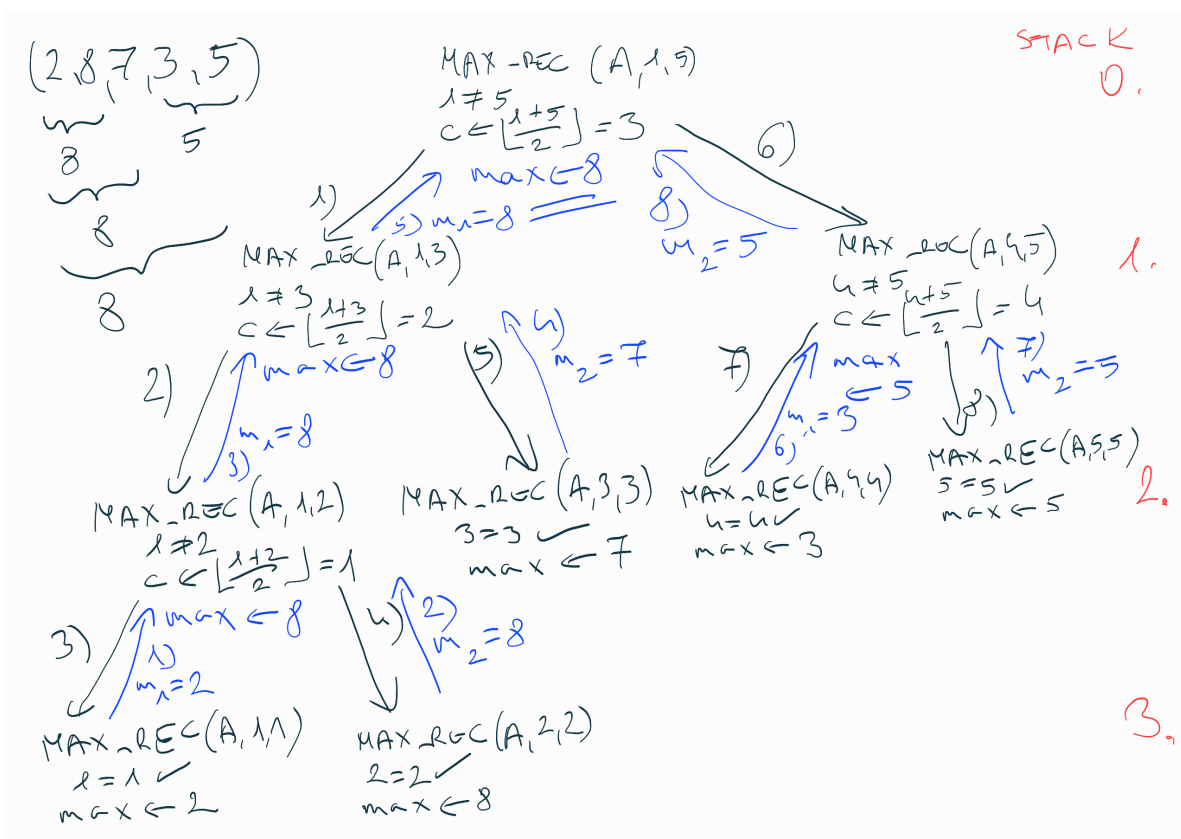 (2,8,7,3,5)
8
5
8
8
STACK
0.
MAX_REC (A,1,5)
1 ≠ 5
c ← ⌊(1+5)/2⌋ = 3
max ← 8
1)
5) m₁ = 8
6)
8)
m₂ = 5
1.
MAX_REC(A,1,3)
1 ≠ 3
c ← ⌊(1+3)/2⌋ = 2
max ← 8
2)
3)
m₁ = 8
5)
4)
m₂ = 7
MAX_REC(A,4,5)
4 ≠ 5
c ← ⌊(4+5)/2⌋ = 4
max
← 5
7)
6)
m₁ = 3
8)
7)
m₂ = 5
2.
MAX_REC(A,1,2)
1 ≠ 2
c ← ⌊(1+2)/2⌋ = 1
max ← 8
MAX_REC(A,3,3)
3=3 ✓
max ← 7
MAX_REC(A,4,4)
4=4 ✓
max ← 3
MAX_REC(A,5,5)
5=5 ✓
max ← 5
3)
1)
m₁ = 2
4)
2)
m₂ = 8
3.
MAX_REC(A,1,1)
1=1 ✓
max ← 2
MAX_REC(A,2,2)
2=2 ✓
max ← 8